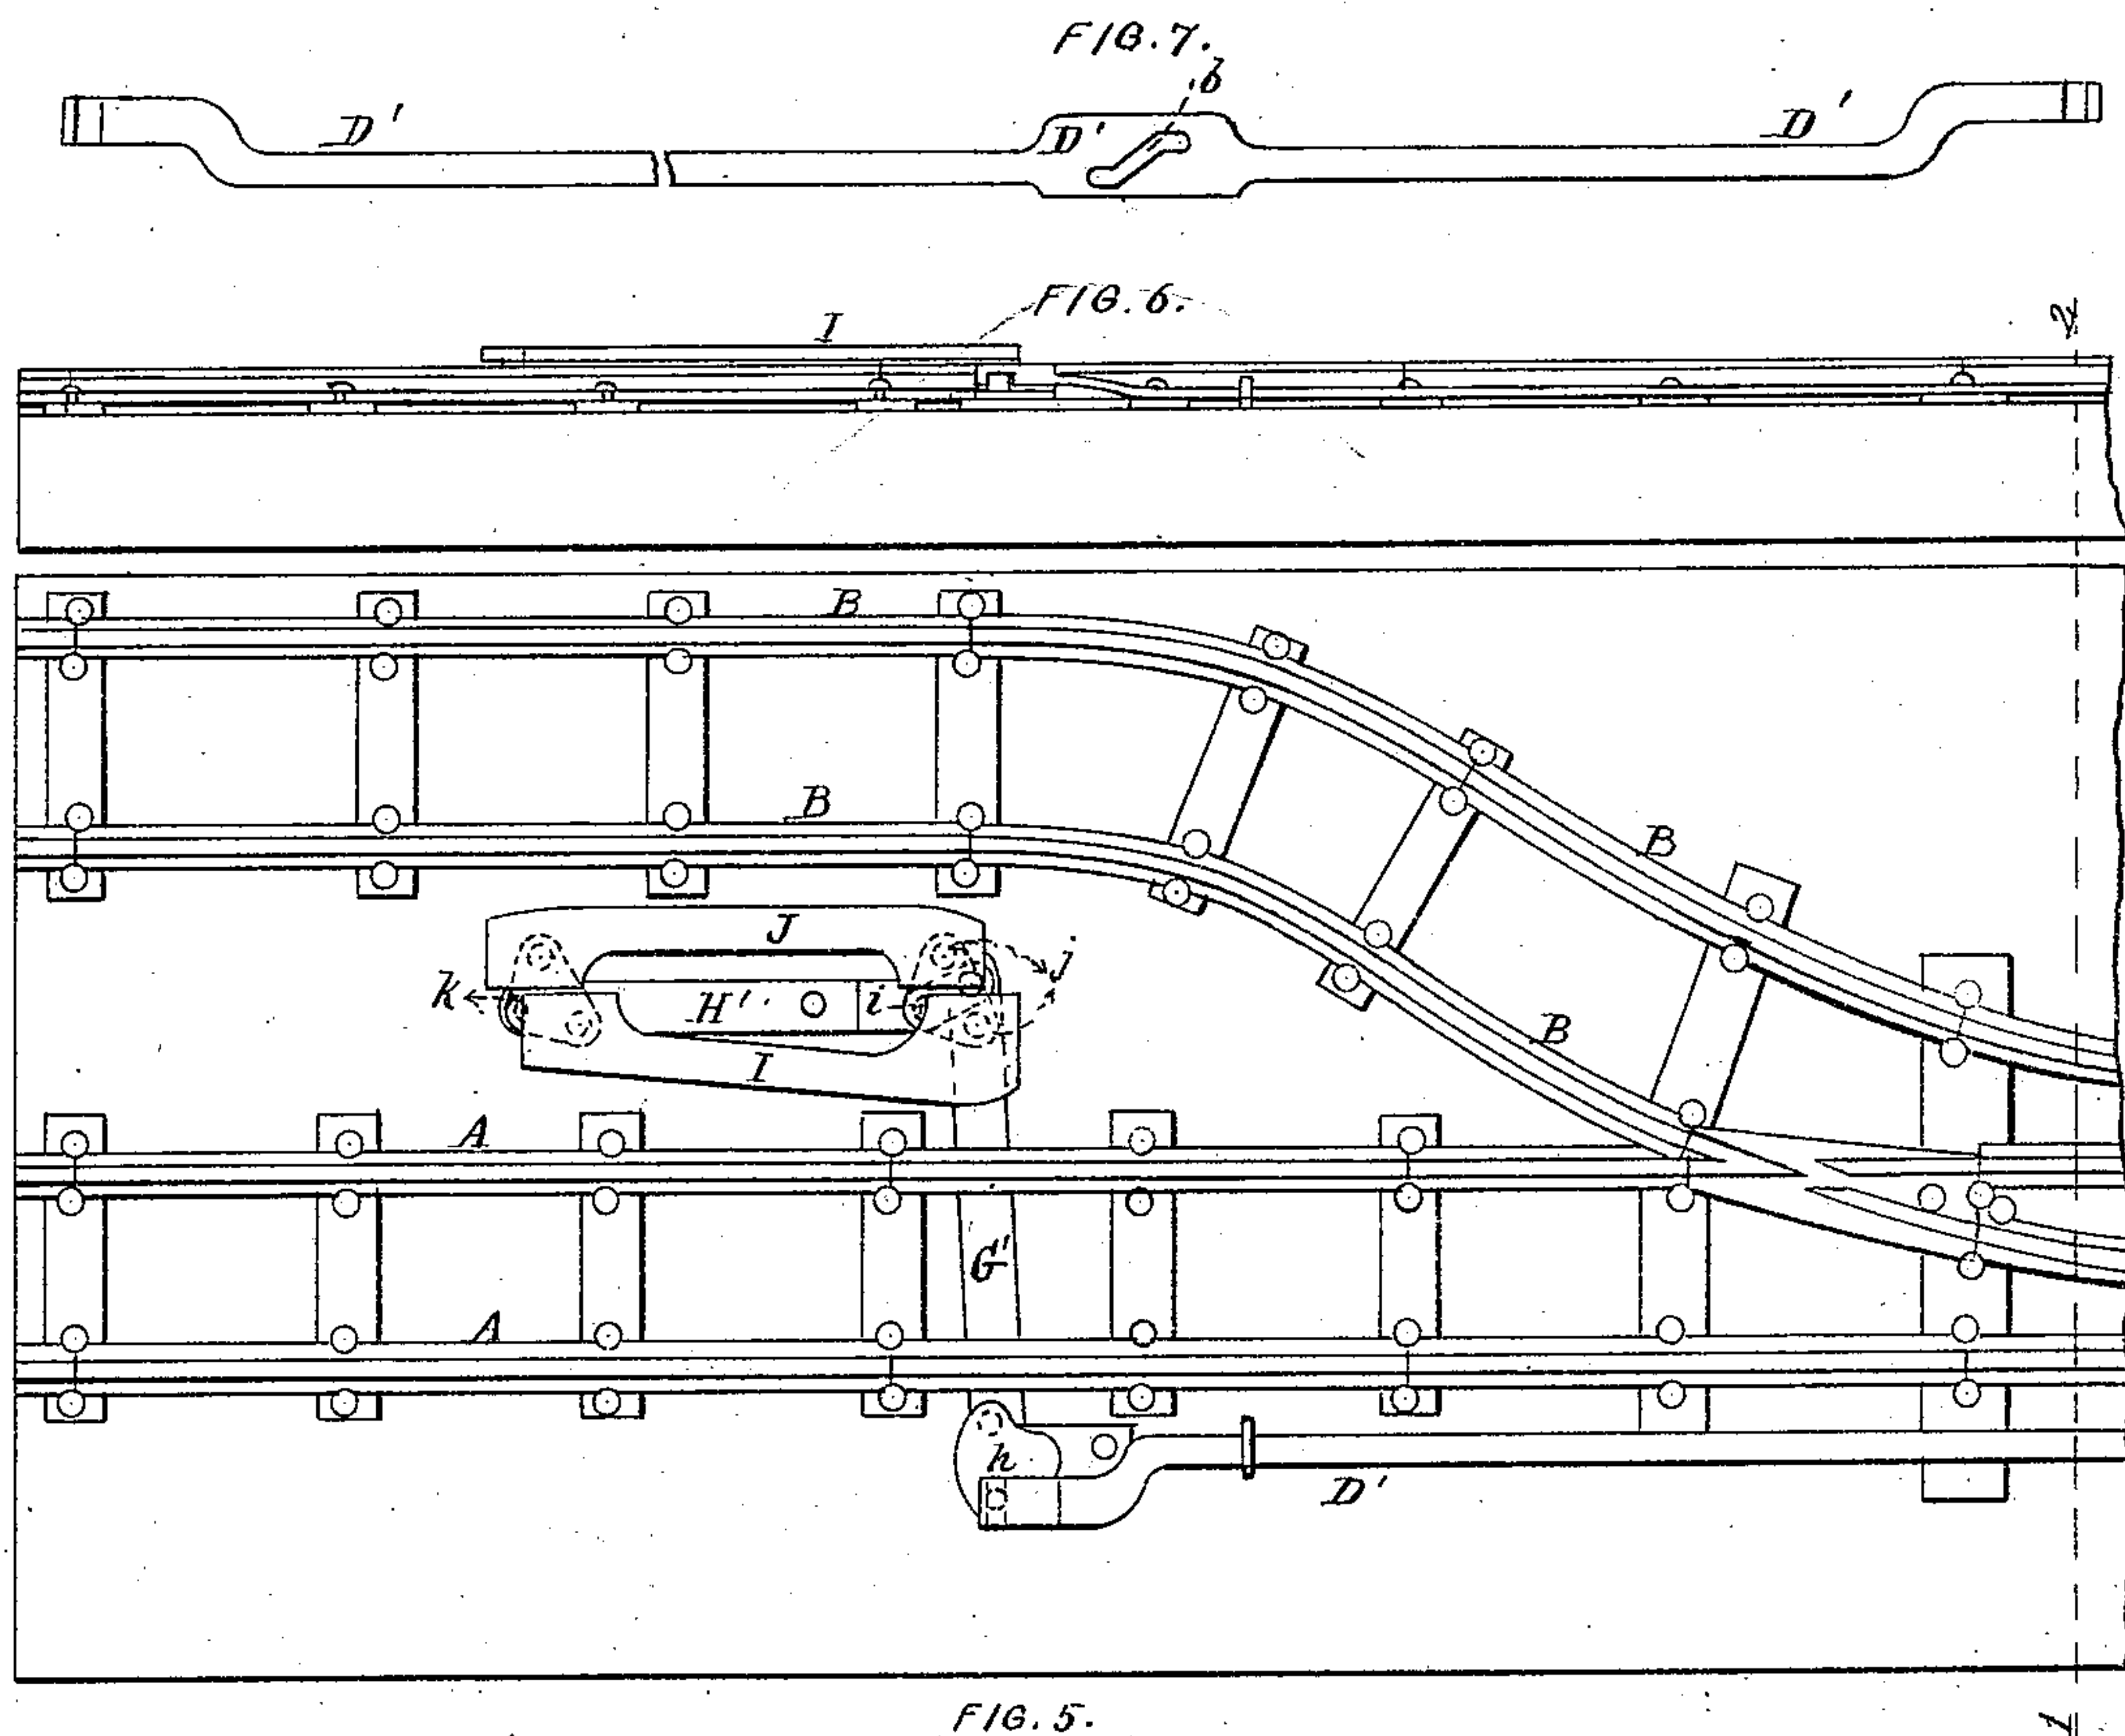 FIG. 7.
b
D' D' D'
FIG. 6.
I
2
B
B
B
J
k j
H' i
B
I
A
G'
A
h
D'
FIG. 5.
1